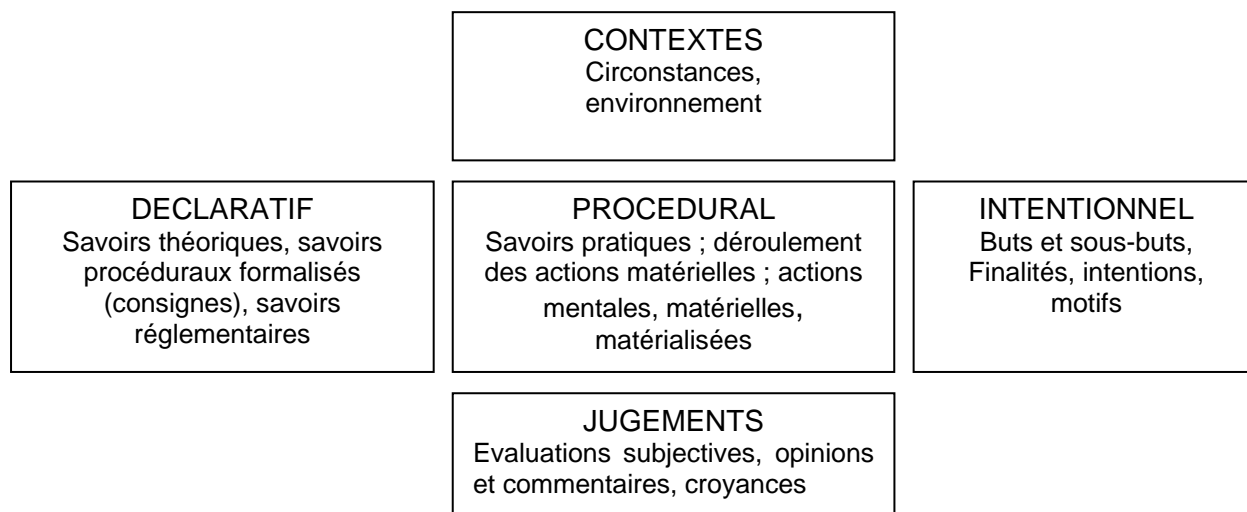 CONTEXTES
Circonstances,
environnement
DECLARATIF
Savoirs théoriques, savoirs
procéduraux formalisés
(consignes), savoirs
réglementaires
PROCEDURAL
Savoirs pratiques ; déroulement
des actions matérielles ; actions
mentales, matérielles,
matérialisées
INTENTIONNEL
Buts et sous-buts,
Finalités, intentions,
motifs
JUGEMENTS
Evaluations subjectives, opinions
et commentaires, croyances